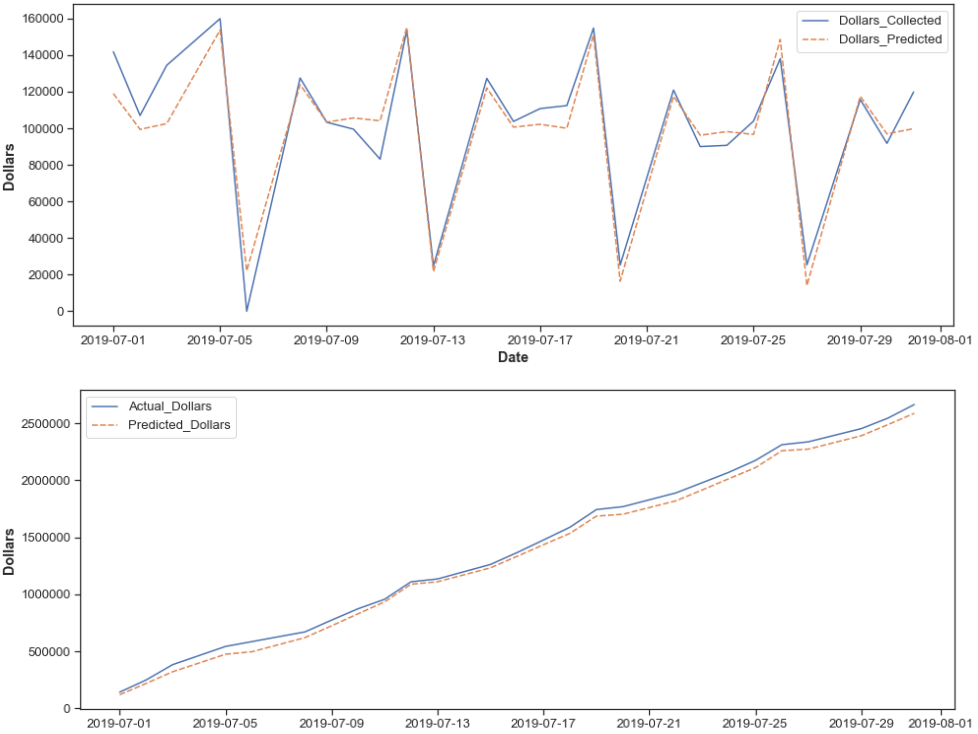 160000
140000
120000
100000
80000
60000
40000
20000
0
Dollars
Dollars_Collected
Dollars_Predicted
2019-07-01 2019-07-05 2019-07-09 2019-07-13 2019-07-17 2019-07-21 2019-07-25 2019-07-29 2019-08-01
Date
Actual_Dollars
Predicted_Dollars
2500000
2000000
1500000
1000000
500000
0
Dollars
2019-07-01 2019-07-05 2019-07-09 2019-07-13 2019-07-17 2019-07-21 2019-07-25 2019-07-29 2019-08-01